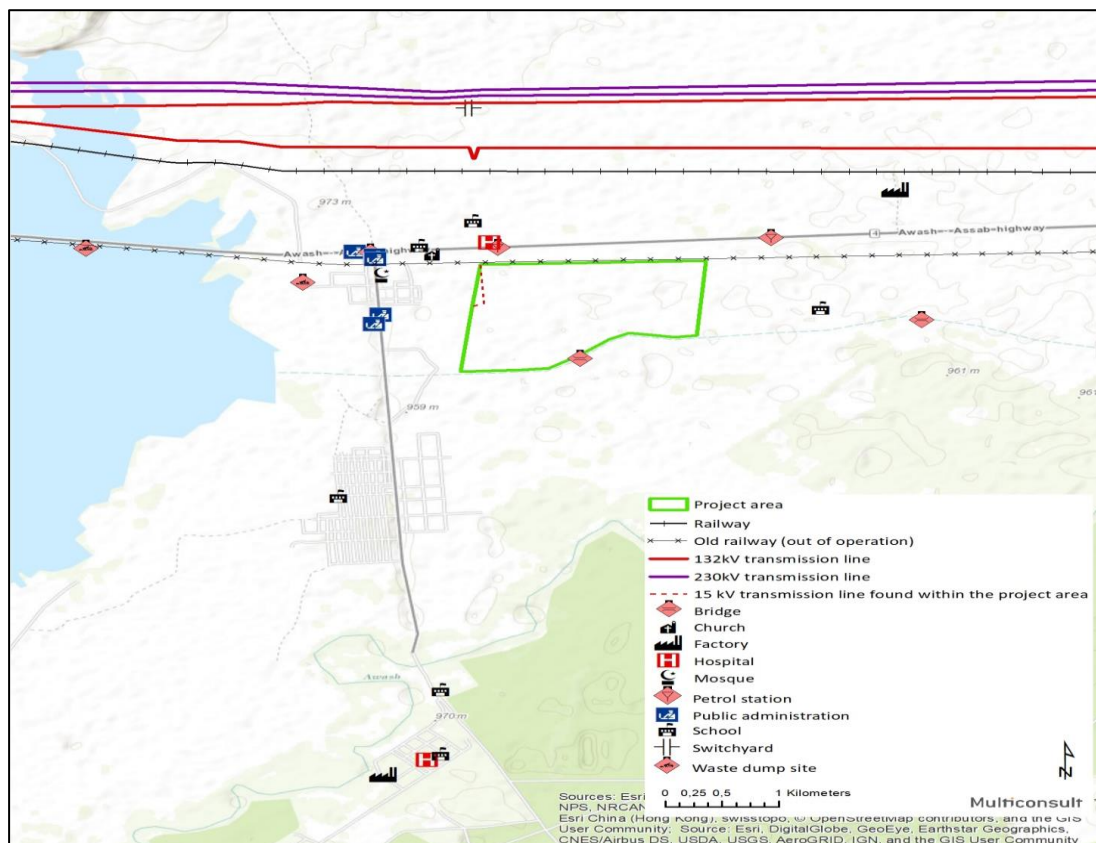 973 m
Awash- -Assab-highway
4
961 m
961
959 m
Awash
970 m
Project area
Railway
Old railway (out of operation)
132kV transmission line
230kV transmission line
15 kV transmission line found within the project area
Bridge
Church
Factory
Hospital
Mosque
Petrol station
Public administration
School
Switchyard
Waste dump site
0 0,25 0,5 1 Kilometers
N
Multiconsult
Sources: Esri
NPS, NRCAN
Esri China (Hong Kong), swisstopo, © OpenStreetMap contributors, and the GIS
User Community; Source: Esri, DigitalGlobe, GeoEye, Earthstar Geographics,
CNES/Airbus DS, USDA, USGS, AeroGRID, IGN, and the GIS User Community